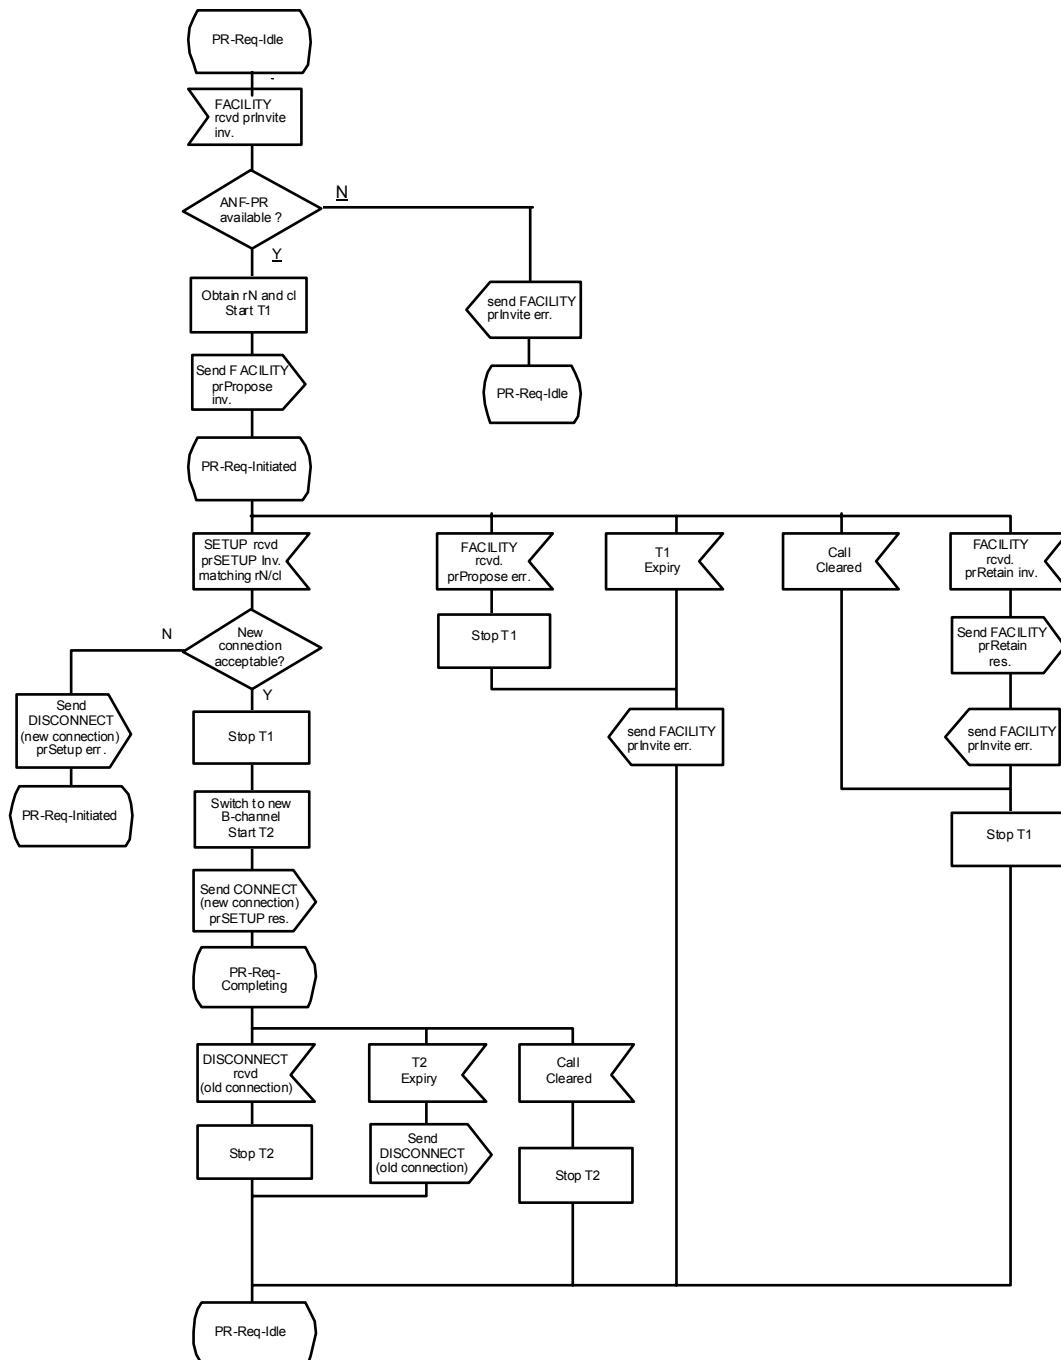 PR-Req-Idle
FACILITY
rcvd prInvite
inv.
ANF-PR
available ?
N
Y
Obtain rN and cI
Start T1
send FACILITY
prInvite err.
Send FACILITY
prPropose
inv.
PR-Req-Idle
PR-Req-Initiated
SETUP rcvd
prSETUP Inv.
matching rN/cI
FACILITY
rcvd.
prPropose err.
T1
Expiry
Call
Cleared
FACILITY
rcvd.
prRetain inv.
N
New
connection
acceptable?
Y
Stop T1
Send FACILITY
prRetain
res.
Send
DISCONNECT
(new connection)
prSetup err.
Stop T1
send FACILITY
prInvite err.
send FACILITY
prInvite err.
PR-Req-Initiated
Switch to new
B-channel
Start T2
Stop T1
Send CONNECT
(new connection)
prSETUP res.
PR-Req-
Completing
DISCONNECT
rcvd
(old connection)
T2
Expiry
Call
Cleared
Stop T2
Send
DISCONNECT
(old connection)
Stop T2
PR-Req-Idle